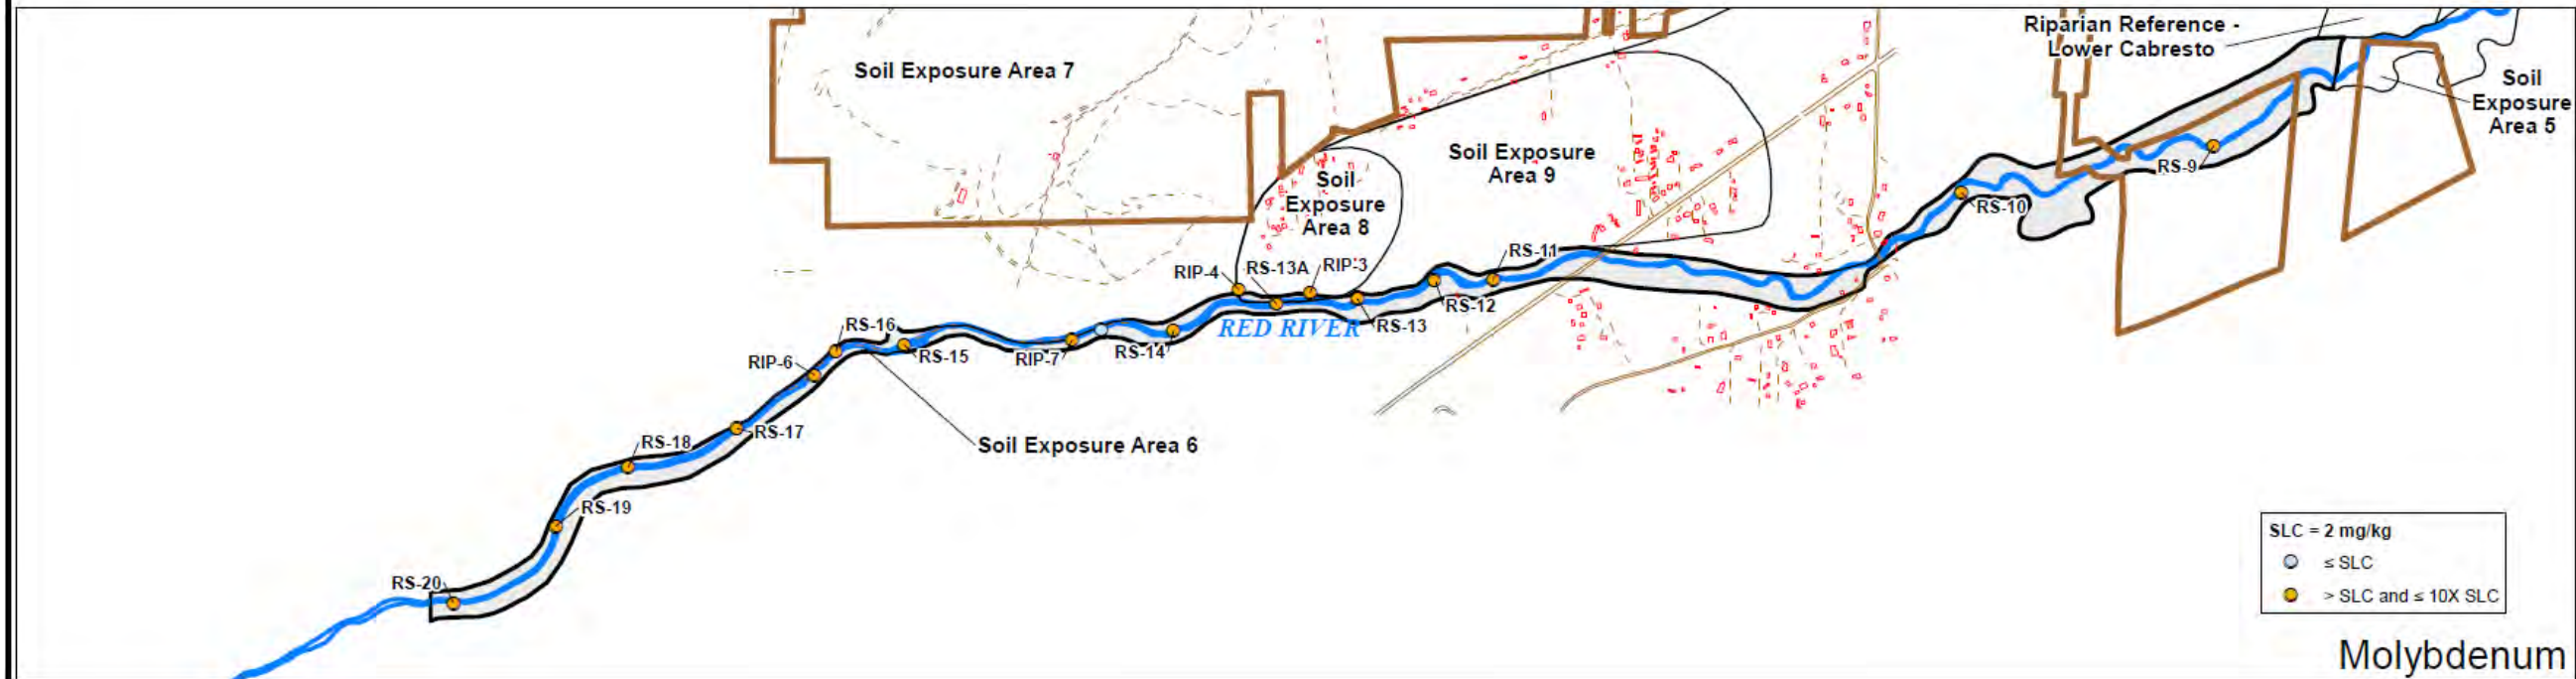 Riparian Reference -
Lower Cabresto
Soil Exposure Area 7
Soil
Exposure
Area 5
Soil Exposure
Area 9
RS-9
Soil
Exposure
Area 8
RS-10
RS-11
RIP-4
RS-13A
RIP-3
RS-12
RS-16
RED RIVER
RS-13
RS-15
RS-14
RIP-7
RIP-6
RS-17
RS-18
Soil Exposure Area 6
RS-19
RS-20
SLC = 2 mg/kg
≤ SLC
> SLC and ≤ 10X SLC
Molybdenum